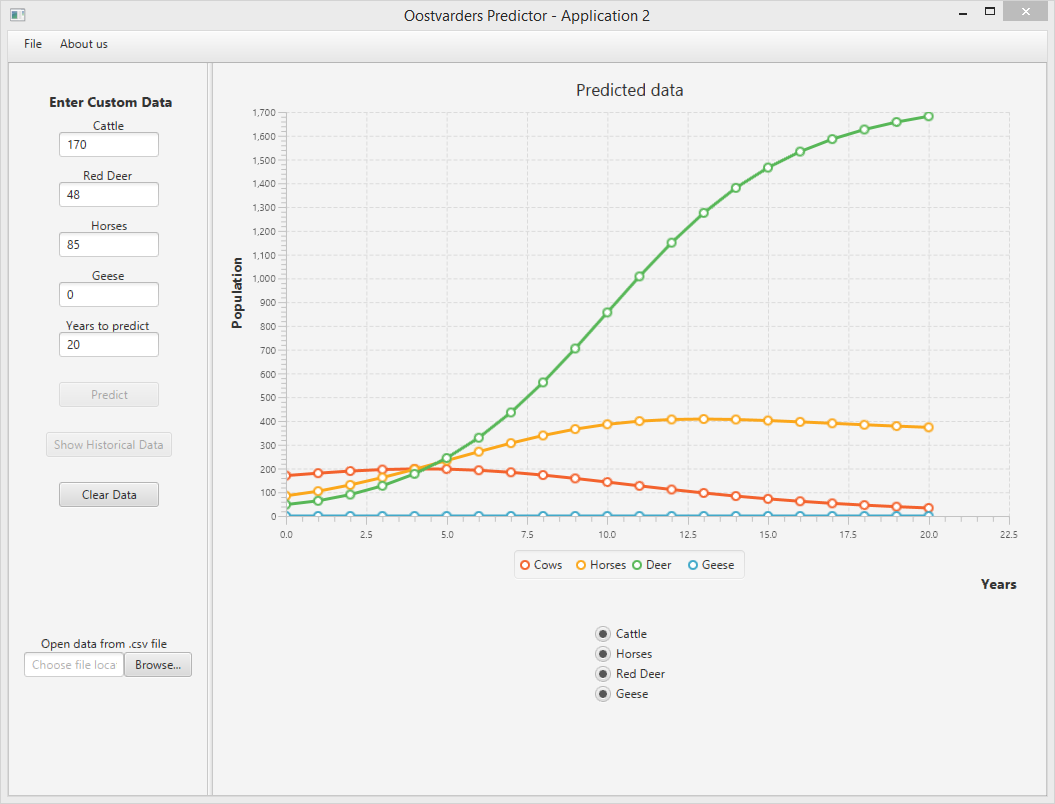 Oostvarders Predictor - Application 2
File About us
Enter Custom Data
Cattle
170
Red Deer
48
Horses
85
Geese
0
Years to predict
20
Predict
Show Historical Data
Clear Data
Open data from .csv file
Choose file loca
Browse...
Predicted data
Population
1,700
1,600
1,500
1,400
1,300
1,200
1,100
1,000
900
800
700
600
500
400
300
200
100
0
0.0 2.5 5.0 7.5 10.0 12.5 15.0 17.5 20.0 22.5
Cows Horses Deer Geese
Years
Cattle
Horses
Red Deer
Geese